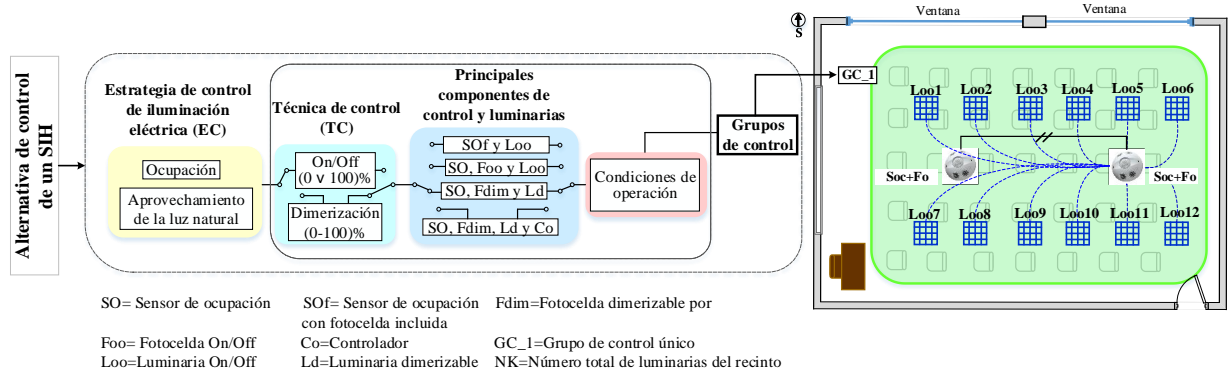 Alternativa de control
de un SIH
Estrategia de control
de iluminación
eléctrica (EC)
Ocupación
Aprovechamiento
de la luz natural
Técnica de control
(TC)
On/Off
(0 v 100)%
Dimerización
(0-100)%
Principales
componentes de
control y luminarias
SOf y Loo
SO, Foo y Loo
SO, Fdim y Ld
SO, Fdim, Ld y Co
Condiciones de
operación
Grupos
de control
S
Ventana
Ventana
GC_1
Loo1
Loo2
Loo3
Loo4
Loo5
Loo6
Soc+Fo
Soc+Fo
Loo7
Loo8
Loo9
Loo10
Loo11
Loo12
SO= Sensor de ocupación
SOf= Sensor de ocupación
con fotocelda incluida
Fdim=Fotocelda dimerizable por
Foo= Fotocelda On/Off
Co=Controlador
GC_1=Grupo de control único
Loo=Luminaria On/Off
Ld=Luminaria dimerizable
NK=Número total de luminarias del recinto